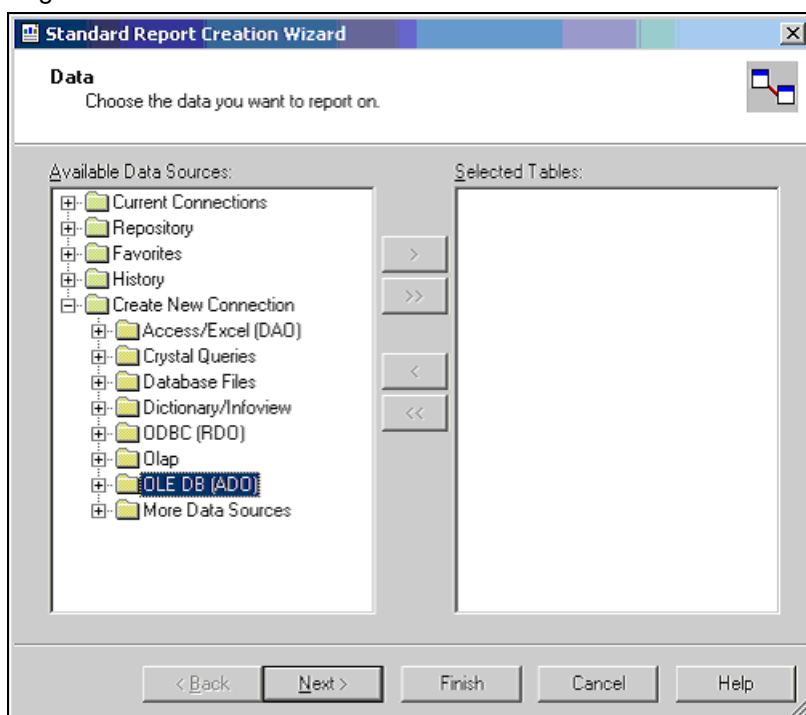 Standard Report Creation Wizard
Data
Choose the data you want to report on.
Available Data Sources:
Selected Tables:
Current Connections
Repository
Favorites
History
Create New Connection
Access/Excel (DAO)
Crystal Queries
Database Files
Dictionary/Infoview
ODBC (RDO)
Olap
OLE DB (ADO)
More Data Sources
>
>>
<
<<
< Back
Next >
Finish
Cancel
Help